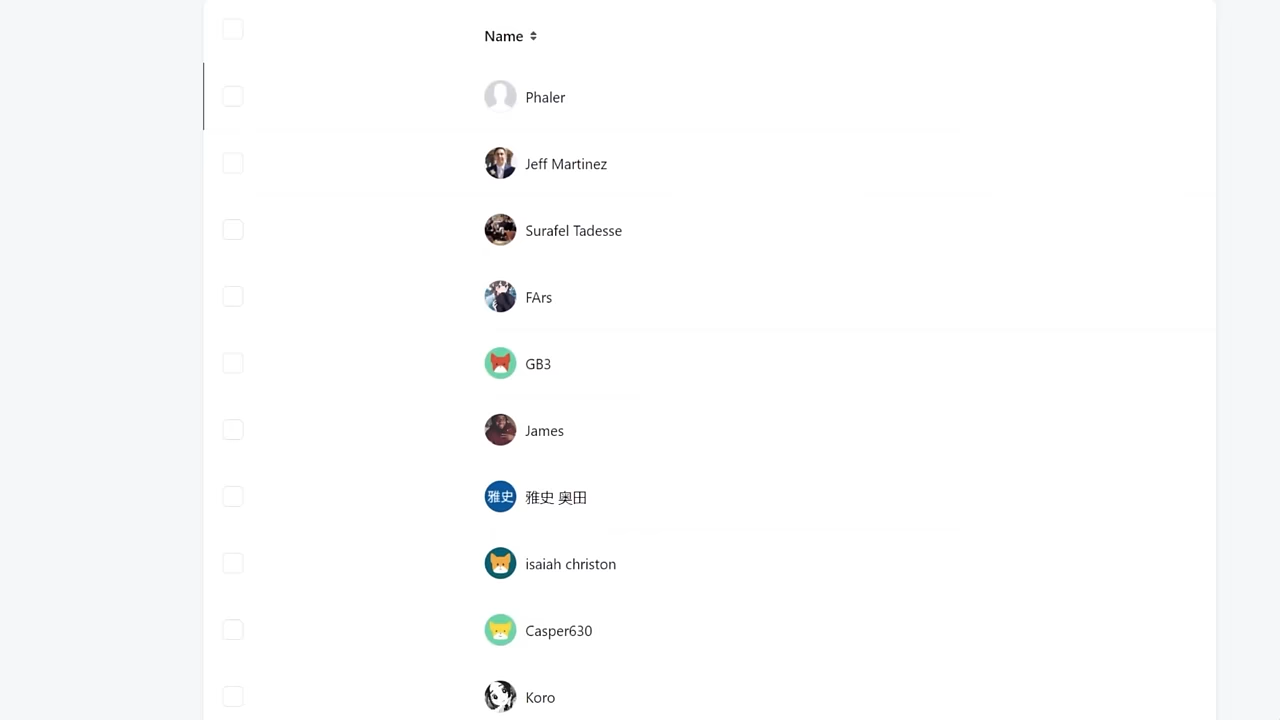 Name
Phaler
Jeff Martinez
Surafel Tadesse
FArs
GB3
James
雅史 雅史 奥田
isaiah christon
Casper630
Koro